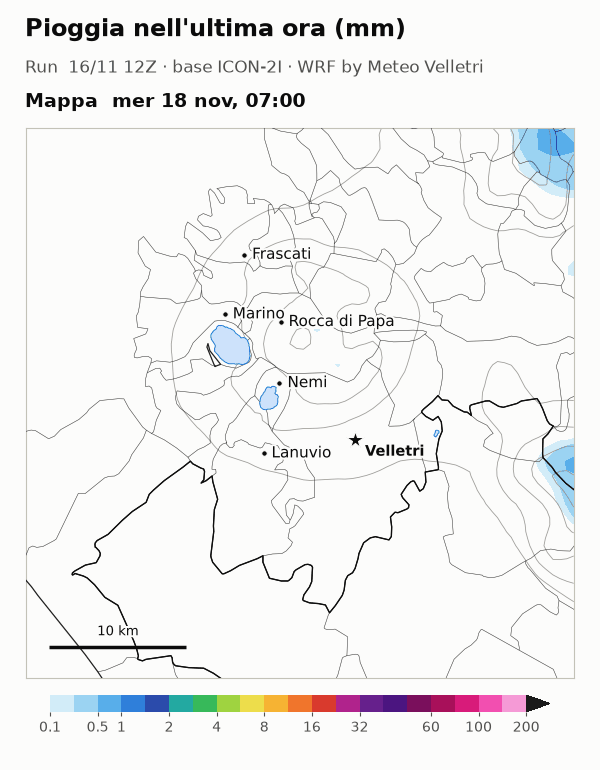 Pioggia nell'ultima ora (mm)
Run 16/11 12Z · base ICON-2I · WRF by Meteo Velletri
Mappa mer 18 nov, 07:00
Frascati
Marino
Rocca di Papa
Nemi
Velletri
Lanuvio
10 km
0.1 0.5 1 2 4 8 16 32 60 100 200